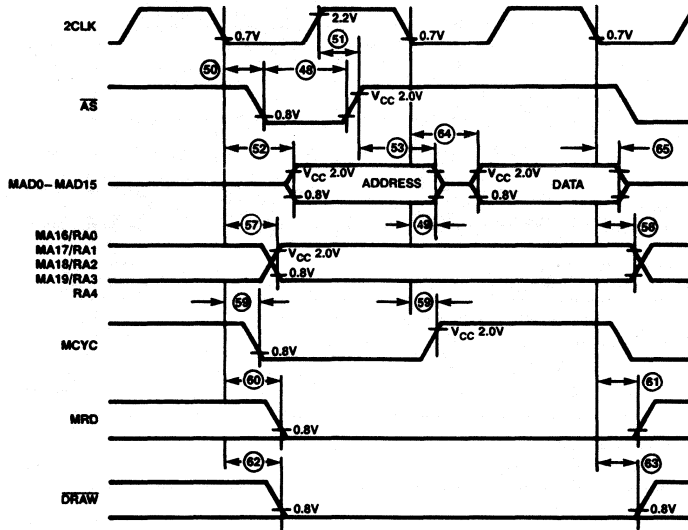 2CLK
0.7V
2.2V
0.7V
0.7V
51
50
48
AS
0.8V
VCC 2.0V
64
52
53
65
MAD0–MAD15
VCC 2.0V
0.8V
ADDRESS
VCC 2.0V
0.8V
DATA
57
49
58
MA16/RA0
MA17/RA1
MA18/RA2
MA19/RA3
RA4
VCC 2.0V
0.8V
59
59
MCYC
0.8V
VCC 2.0V
60
61
MRD
0.8V
62
63
DRAW
0.8V
0.8V